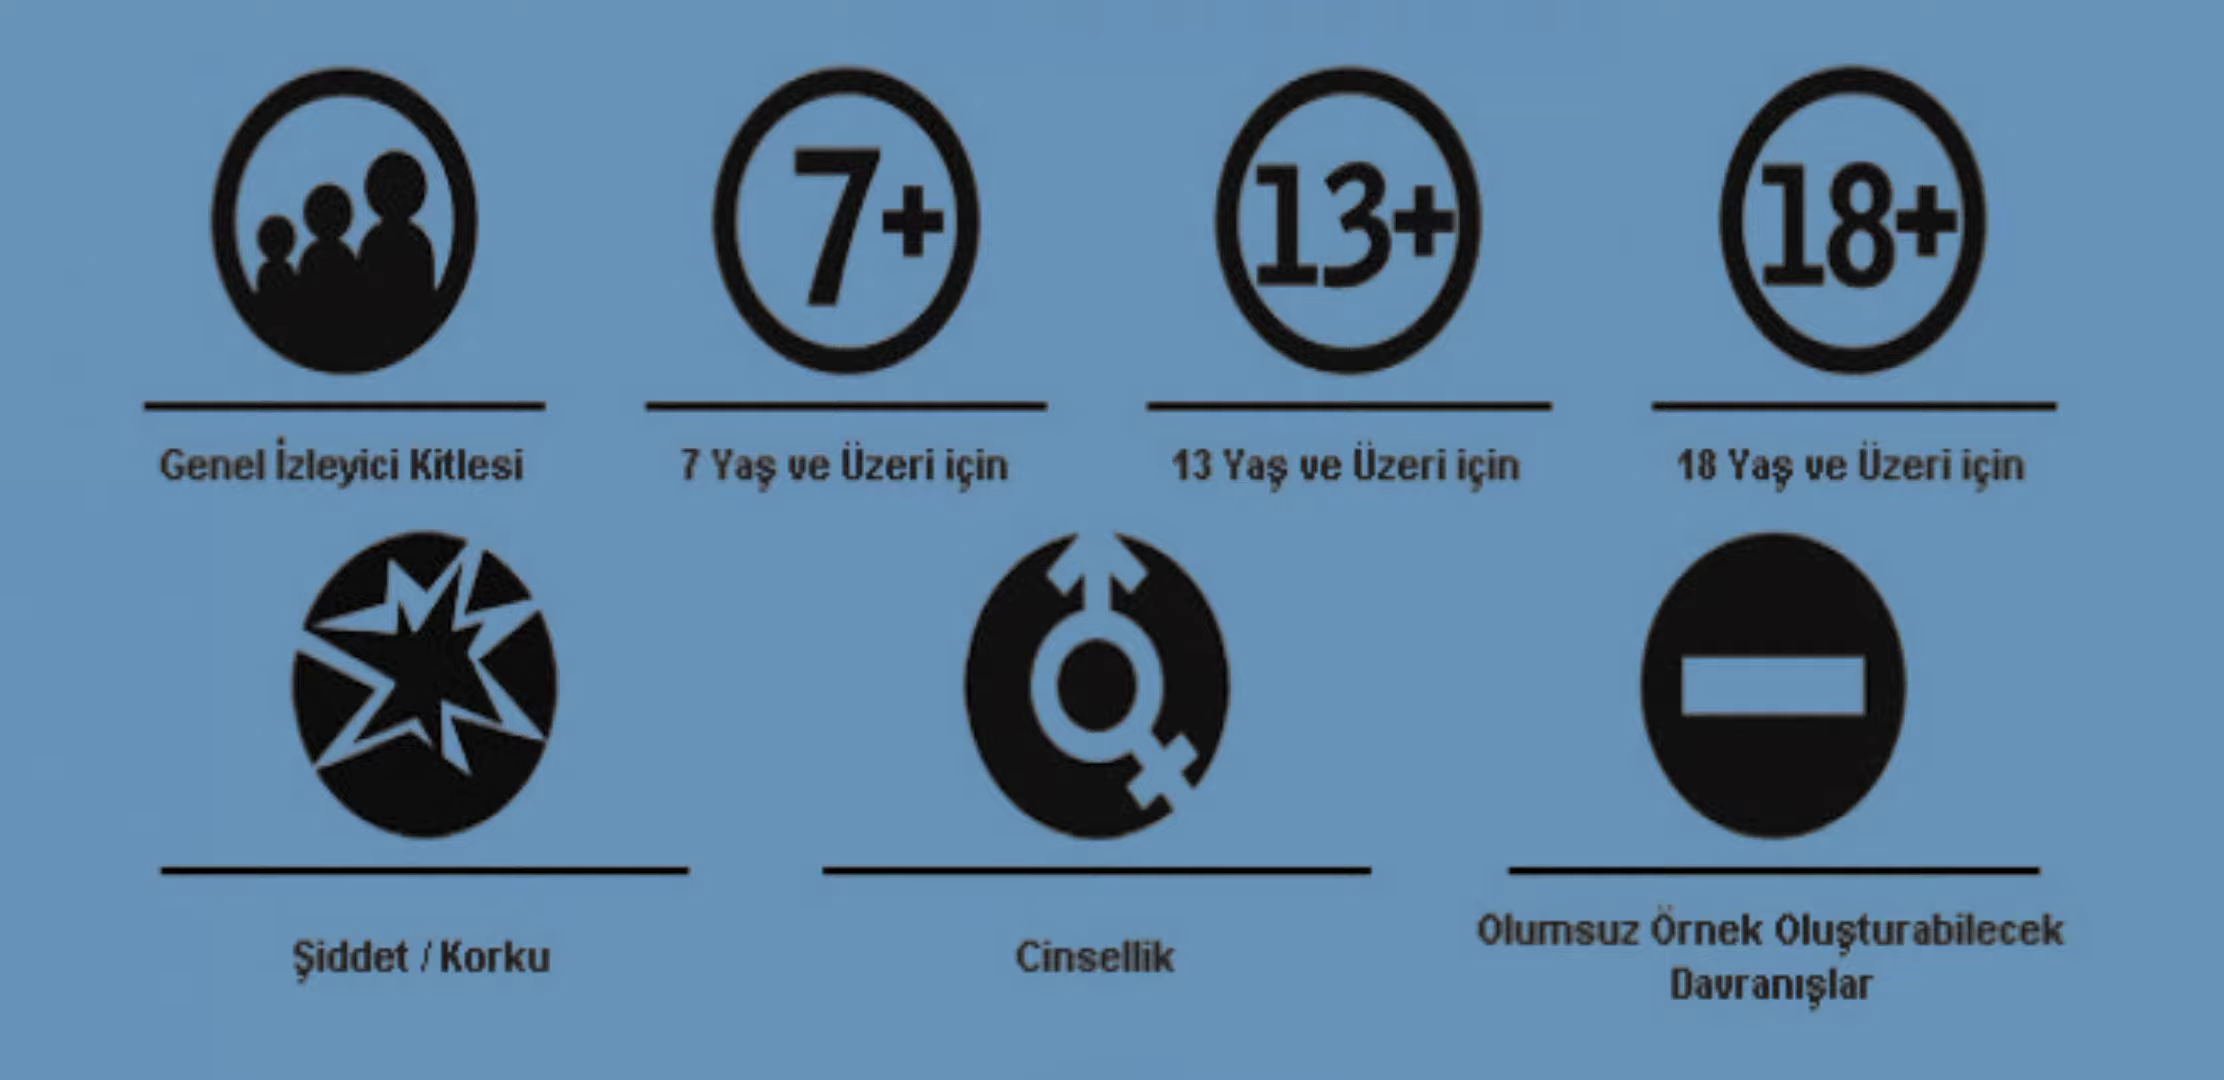 7+
13+
18+
Genel İzleyici Kitlesi
7 Yaş ve Üzeri için
13 Yaş ve Üzeri için
18 Yaş ve Üzeri için
Şiddet / Korku
Cinsellik
Olumsuz Örnek Oluşturabilecek
Davranışlar